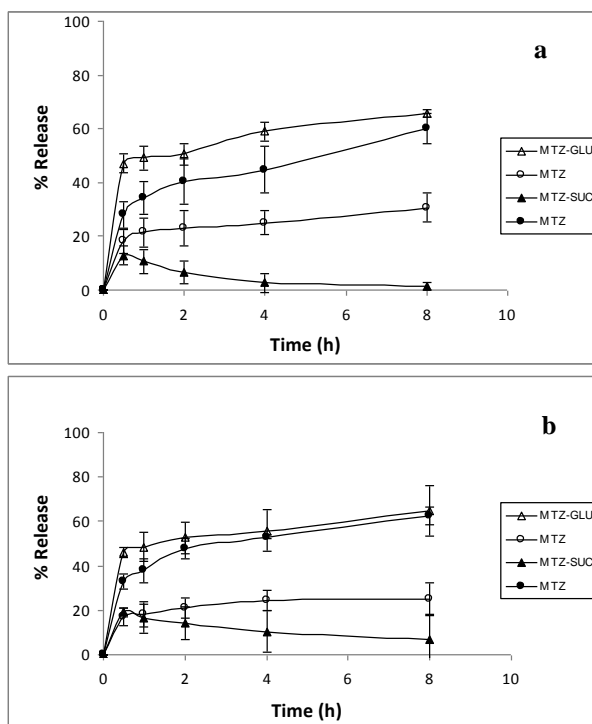 a
100
80
60
40
20
0
% Release
0 2 4 6 8 10
Time (h)
MTZ-GLU
MTZ
MTZ-SUC
MTZ
b
100
80
60
40
20
0
% Release
0 2 4 6 8 10
Time (h)
MTZ-GLU
MTZ
MTZ-SUC
MTZ